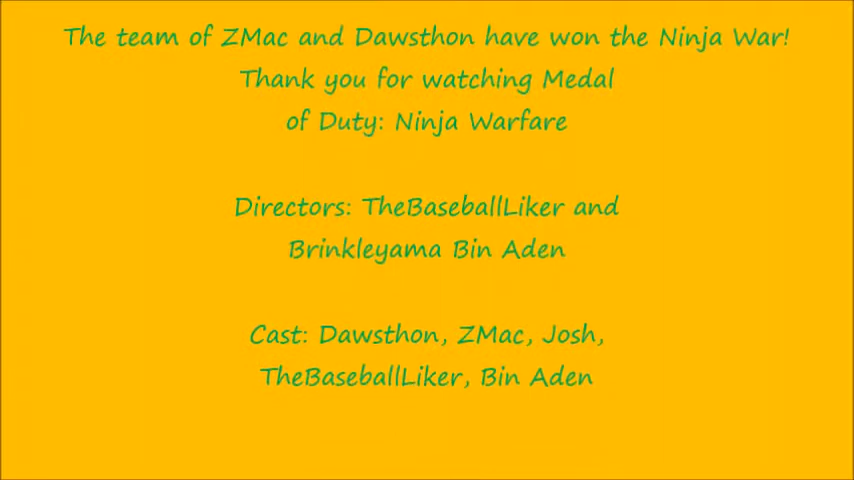 The team of ZMac and Dawsthon have won the Ninja War!
Thank you for watching Medal
of Duty: Ninja Warfare
Directors: TheBaseballLiker and
Brinkleyama Bin Aden
Cast: Dawsthon, ZMac, Josh,
TheBaseballLiker, Bin Aden